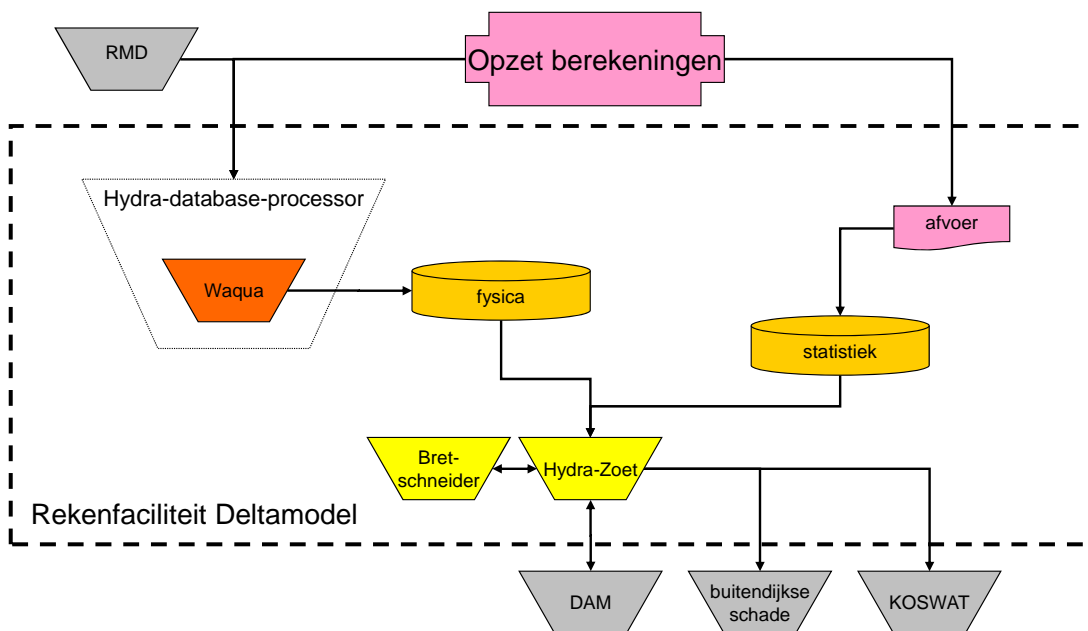 RMD
Opzet berekeningen
Hydra-database-processor
afvoer
Waqua
fysica
statistiek
Bret-
schneider
Hydra-Zoet
Rekenfaciliteit Deltamodel
DAM
buitendijkse
schade
KOSWAT